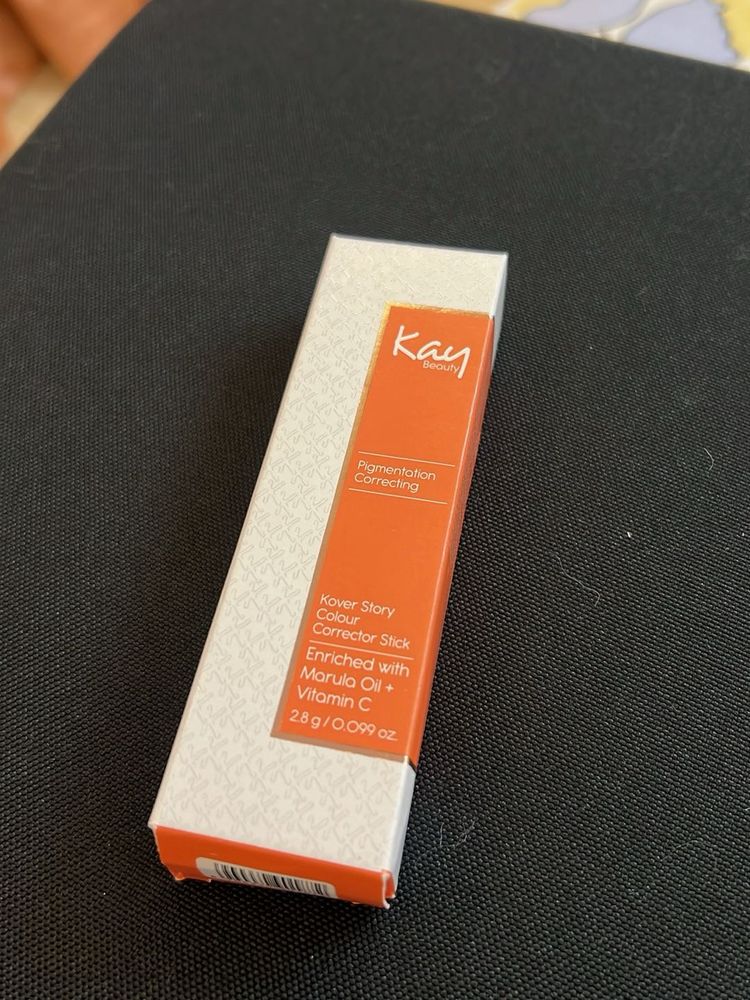 Kay
Beauty
Pigmentation
Correcting
Kover Story
Colour
Corrector Stick
Enriched with
Marula Oil +
Vitamin C
2.8 g / 0.099 oz.